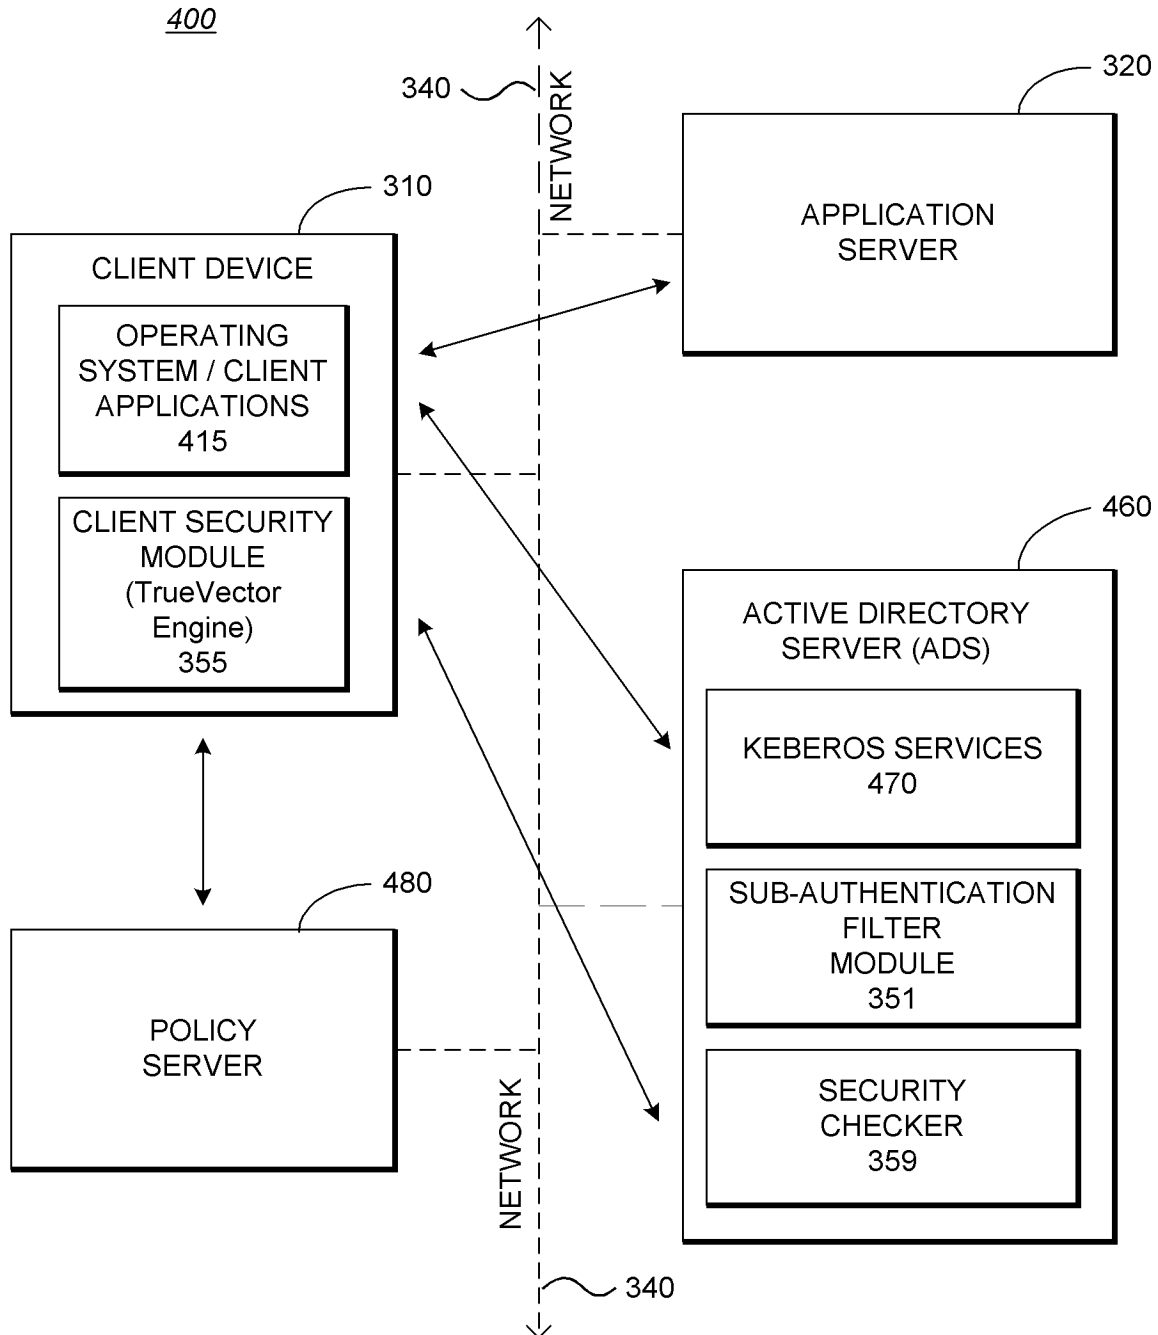 400
340
NETWORK
320
APPLICATION
SERVER
310
CLIENT DEVICE
OPERATING
SYSTEM / CLIENT
APPLICATIONS
415
CLIENT SECURITY
MODULE
(TrueVector
Engine)
355
460
ACTIVE DIRECTORY
SERVER (ADS)
KEBEROS SERVICES
470
SUB-AUTHENTICATION
FILTER
MODULE
351
SECURITY
CHECKER
359
480
POLICY
SERVER
NETWORK
340